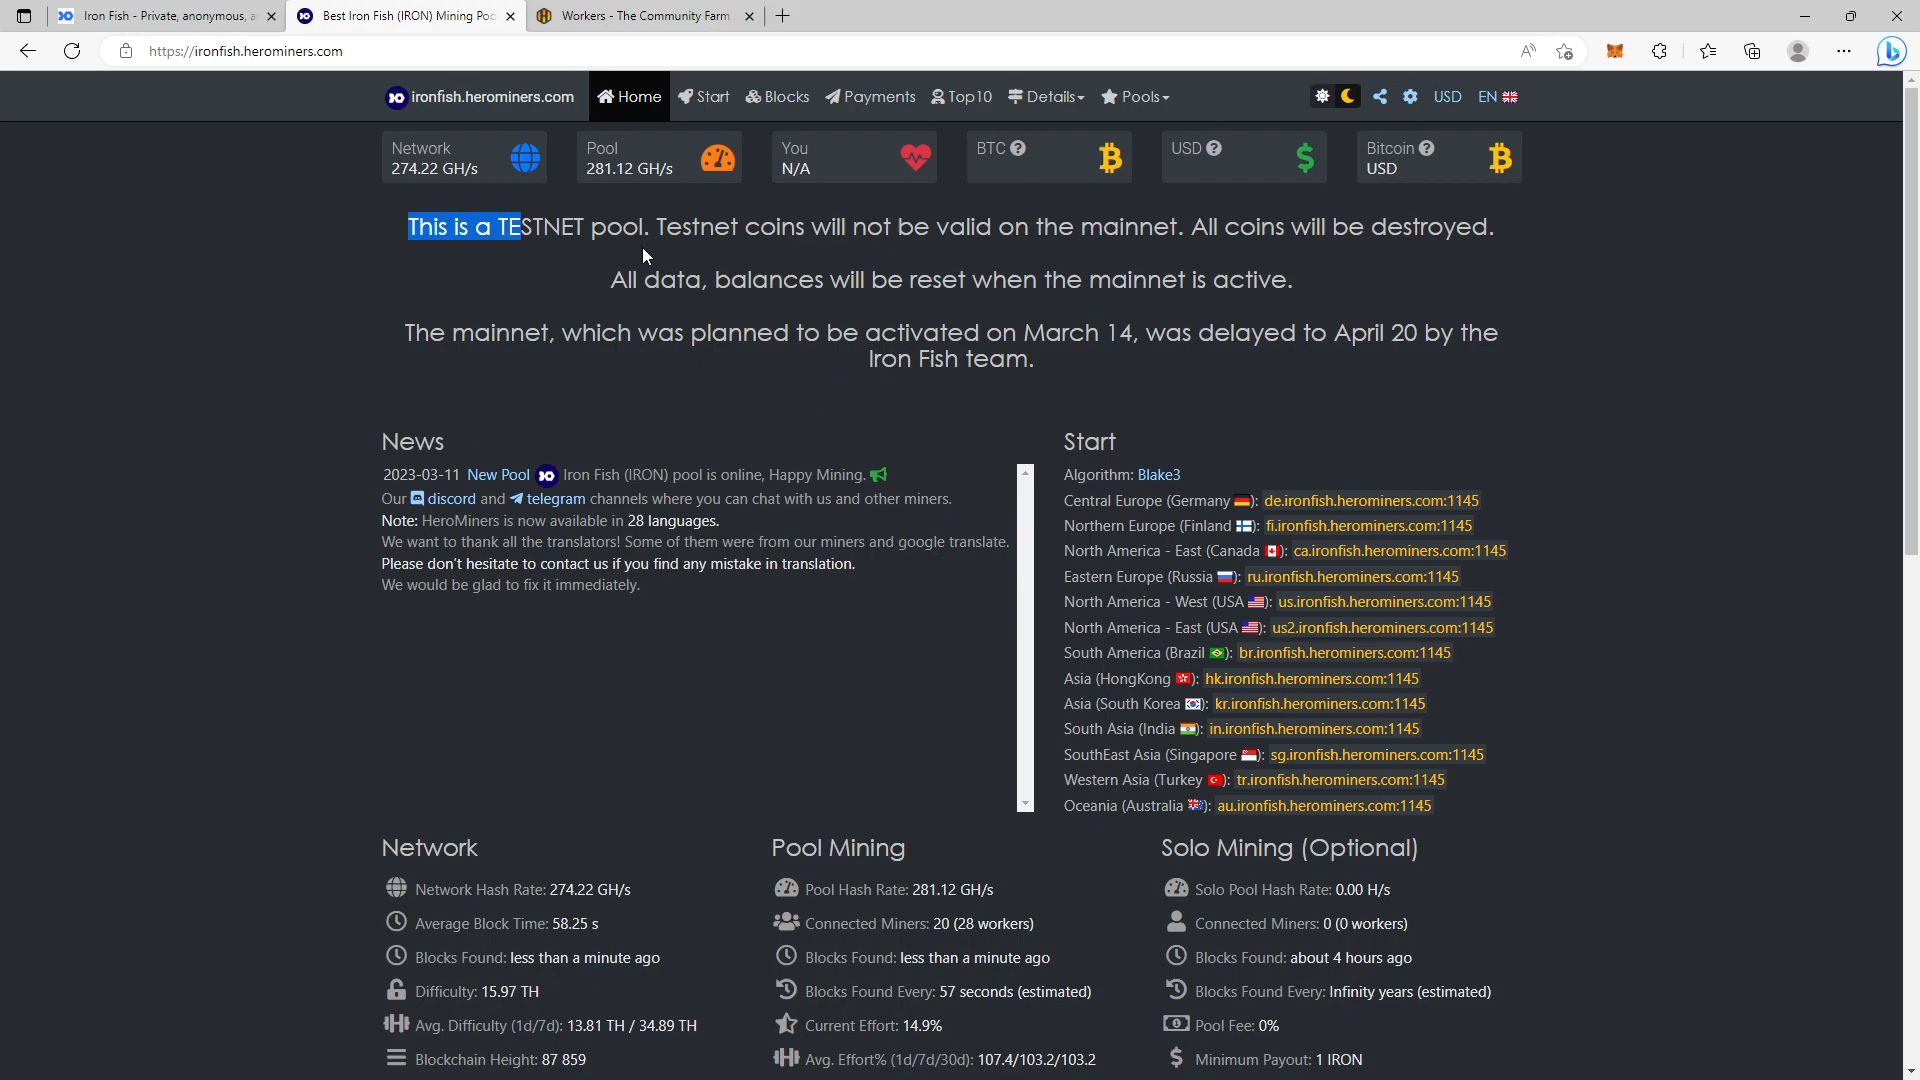 Iron Fish - Private, anonymous, a
Best Iron Fish (IRON) Mining Poo
Workers - The Community Farm
https://ironfish.herominers.com
ironfish.herominers.com
Home
Start
Blocks
Payments
Top10
Details
Pools
USD
EN
Network
274.22 GH/s
Pool
281.12 GH/s
You
N/A
BTC
USD
Bitcoin
USD
This is a TESTNET pool. Testnet coins will not be valid on the mainnet. All coins will be destroyed.
All data, balances will be reset when the mainnet is active.
The mainnet, which was planned to be activated on March 14, was delayed to April 20 by the
Iron Fish team.
News
2023-03-11 New Pool Iron Fish (IRON) pool is online, Happy Mining.
Our discord and telegram channels where you can chat with us and other miners.
Note: HeroMiners is now available in 28 languages.
We want to thank all the translators! Some of them were from our miners and google translate.
Please don't hesitate to contact us if you find any mistake in translation.
We would be glad to fix it immediately.
Start
Algorithm: Blake3
Central Europe (Germany): de.ironfish.herominers.com:1145
Northern Europe (Finland): fi.ironfish.herominers.com:1145
North America - East (Canada): ca.ironfish.herominers.com:1145
Eastern Europe (Russia): ru.ironfish.herominers.com:1145
North America - West (USA): us.ironfish.herominers.com:1145
North America - East (USA): us2.ironfish.herominers.com:1145
South America (Brazil): br.ironfish.herominers.com:1145
Asia (HongKong): hk.ironfish.herominers.com:1145
Asia (South Korea): kr.ironfish.herominers.com:1145
South Asia (India): in.ironfish.herominers.com:1145
SouthEast Asia (Singapore): sg.ironfish.herominers.com:1145
Western Asia (Turkey): tr.ironfish.herominers.com:1145
Oceania (Australia): au.ironfish.herominers.com:1145
Network
Network Hash Rate: 274.22 GH/s
Average Block Time: 58.25 s
Blocks Found: less than a minute ago
Difficulty: 15.97 TH
Avg. Difficulty (1d/7d): 13.81 TH / 34.89 TH
Blockchain Height: 87 859
Pool Mining
Pool Hash Rate: 281.12 GH/s
Connected Miners: 20 (28 workers)
Blocks Found: less than a minute ago
Blocks Found Every: 57 seconds (estimated)
Current Effort: 14.9%
Avg. Effort% (1d/7d/30d): 107.4/103.2/103.2
Solo Mining (Optional)
Solo Pool Hash Rate: 0.00 H/s
Connected Miners: 0 (0 workers)
Blocks Found: about 4 hours ago
Blocks Found Every: Infinity years (estimated)
Pool Fee: 0%
Minimum Payout: 1 IRON